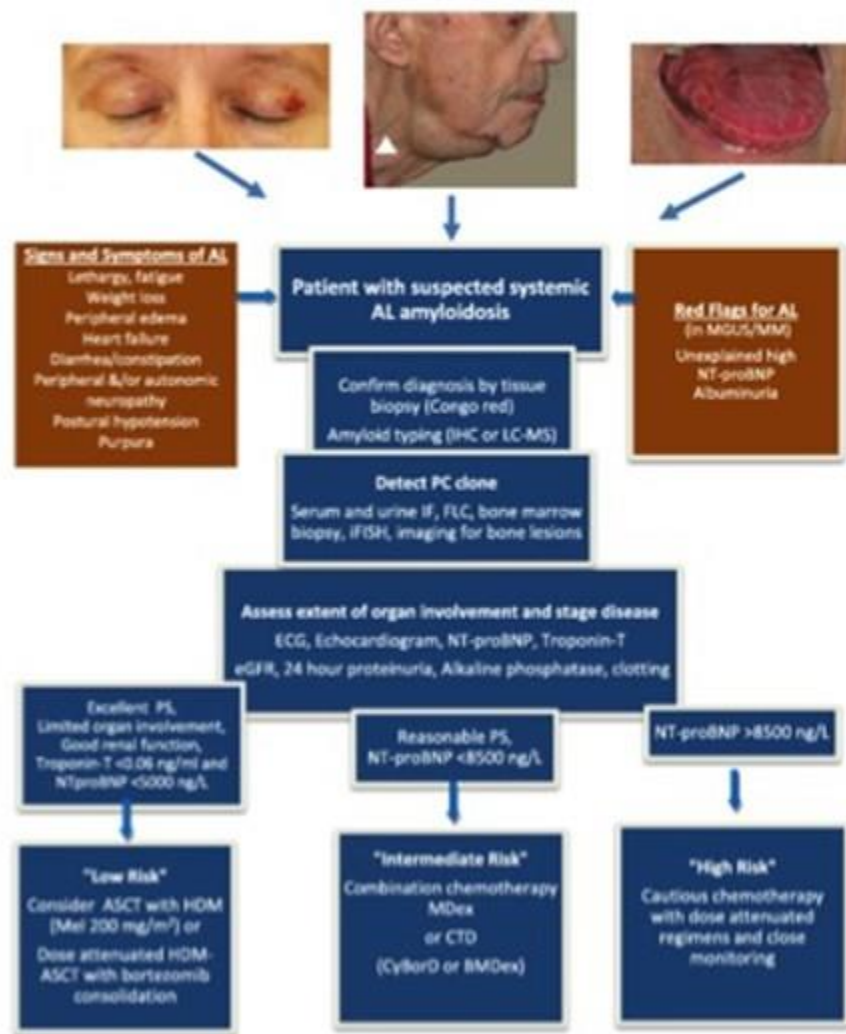 Signs and Symptoms of AL
Lethargy, fatigue
Weight loss
Peripheral edema
Heart failure
Diarrhea/constipation
Peripheral &/or autonomic
neuropathy
Postural hypotension
Purpura
Patient with suspected systemic
AL amyloidosis
Red Flags for AL
(in MGUS/MM)
Unexplained high
NT-proBNP
Albuminuria
Confirm diagnosis by tissue
biopsy (Congo red)
Amyloid typing (IHC or LC-MS)
Detect PC clone
Serum and urine IF, FLC, bone marrow
biopsy, iFISH, imaging for bone lesions
Assess extent of organ involvement and stage disease
ECG, Echocardiogram, NT-proBNP, Troponin-T
eGFR, 24 hour proteinuria, Alkaline phosphatase, clotting
Excellent PS,
Limited organ involvement,
Good renal function,
Troponin-T <0.06 ng/ml and
NTproBNP <5000 ng/L
Reasonable PS,
NT-proBNP <8500 ng/L
NT-proBNP >8500 ng/L
"Low Risk"
Consider ASCT with HDM
(Mel 200 mg/m²) or
Dose attenuated HDM-
ASCT with bortezomib
consolidation
"Intermediate Risk"
Combination chemotherapy
MDex
or CTD
(CyBorD or BMDex)
"High Risk"
Cautious chemotherapy
with dose attenuated
regimens and close
monitoring